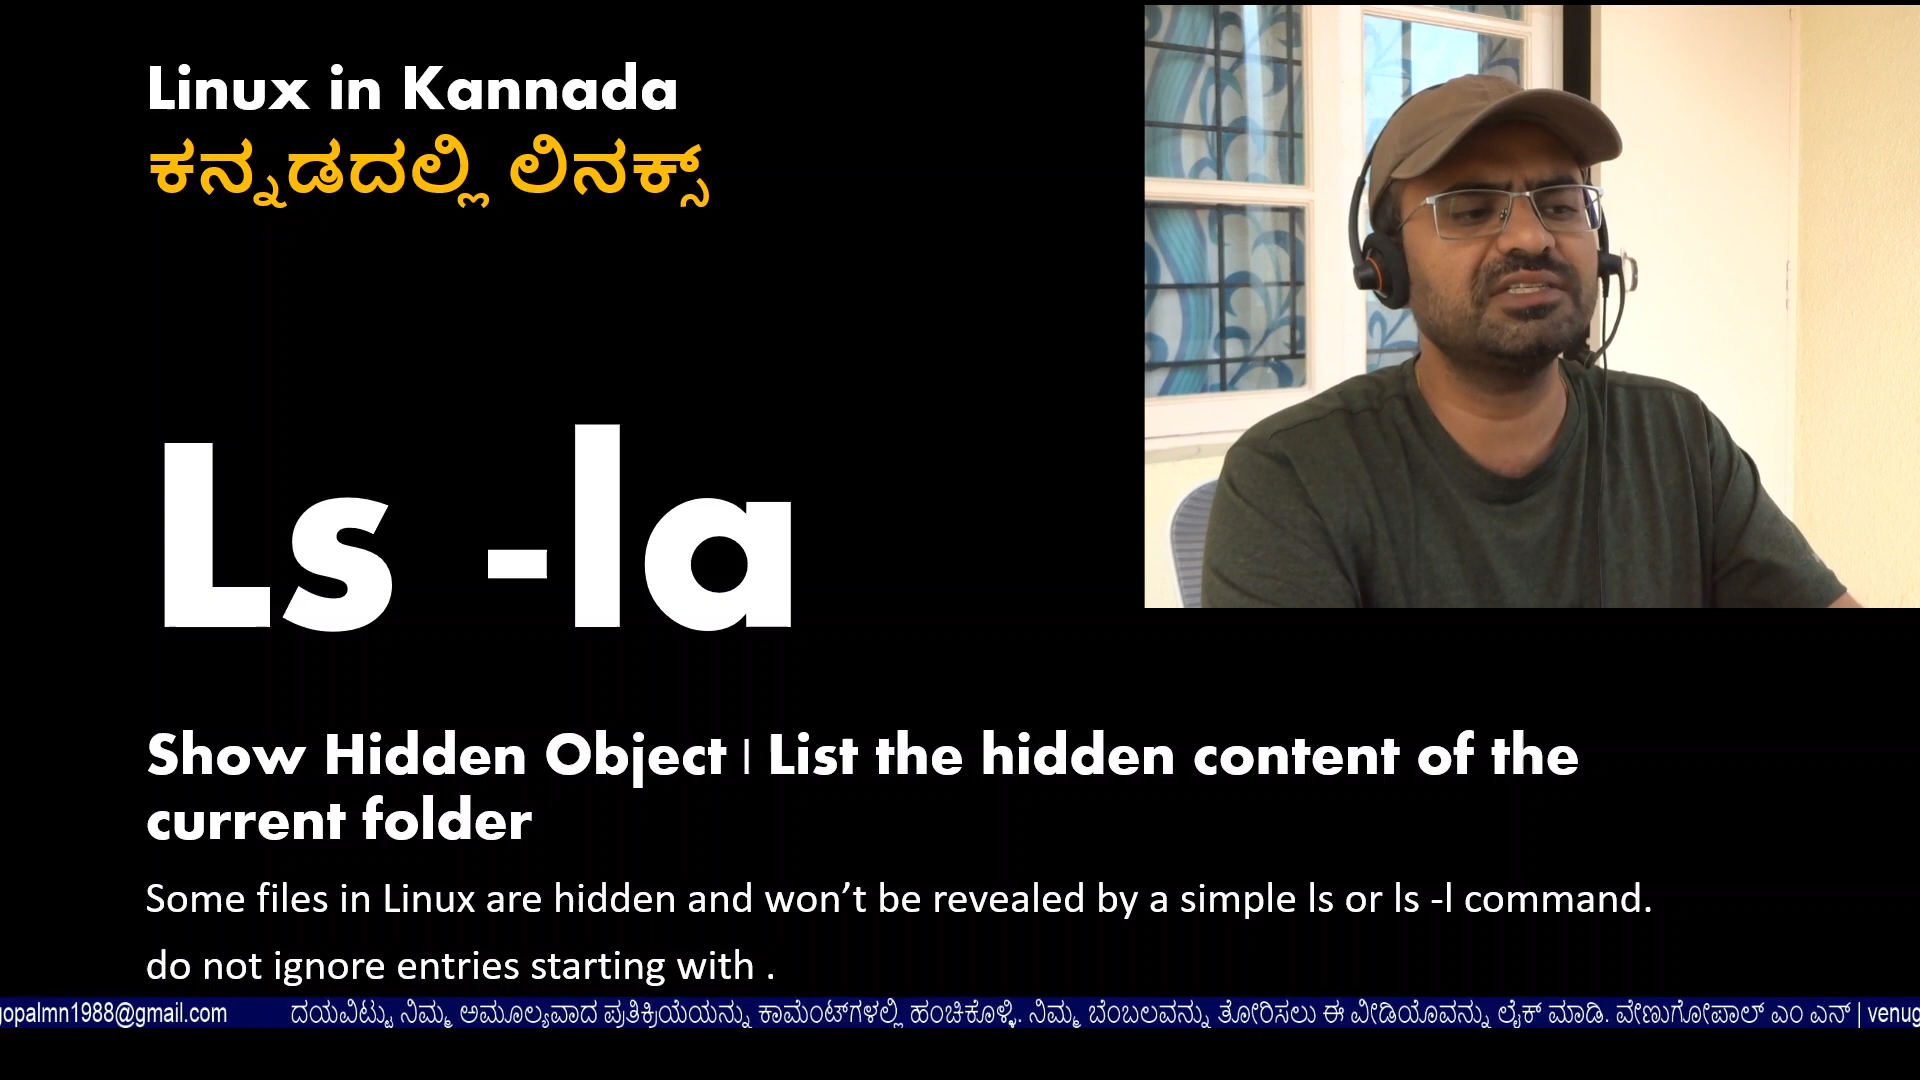 Linux in Kannada
ಕನ್ನಡದಲ್ಲಿ ಲಿನಕ್ಸ್
Ls -la
Show Hidden Object | List the hidden content of the
current folder
Some files in Linux are hidden and won’t be revealed by a simple ls or ls -l command.
do not ignore entries starting with .
gopalmn1988@gmail.com ದಯವಿಟ್ಟು ನಿಮ್ಮ ಅಮೂಲ್ಯವಾದ ಪ್ರತಿಕ್ರಿಯೆಯನ್ನು ಕಾಮೆಂಟ್‌ಗಳಲ್ಲಿ ಹಂಚಿಕೊಳ್ಳಿ. ನಿಮ್ಮ ಬೆಂಬಲವನ್ನು ತೋರಿಸಲು ಈ ವೀಡಿಯೊವನ್ನು ಲೈಕ್ ಮಾಡಿ. ವೇಣುಗೋಪಾಲ್ ಎಂ ಎನ್ | venug